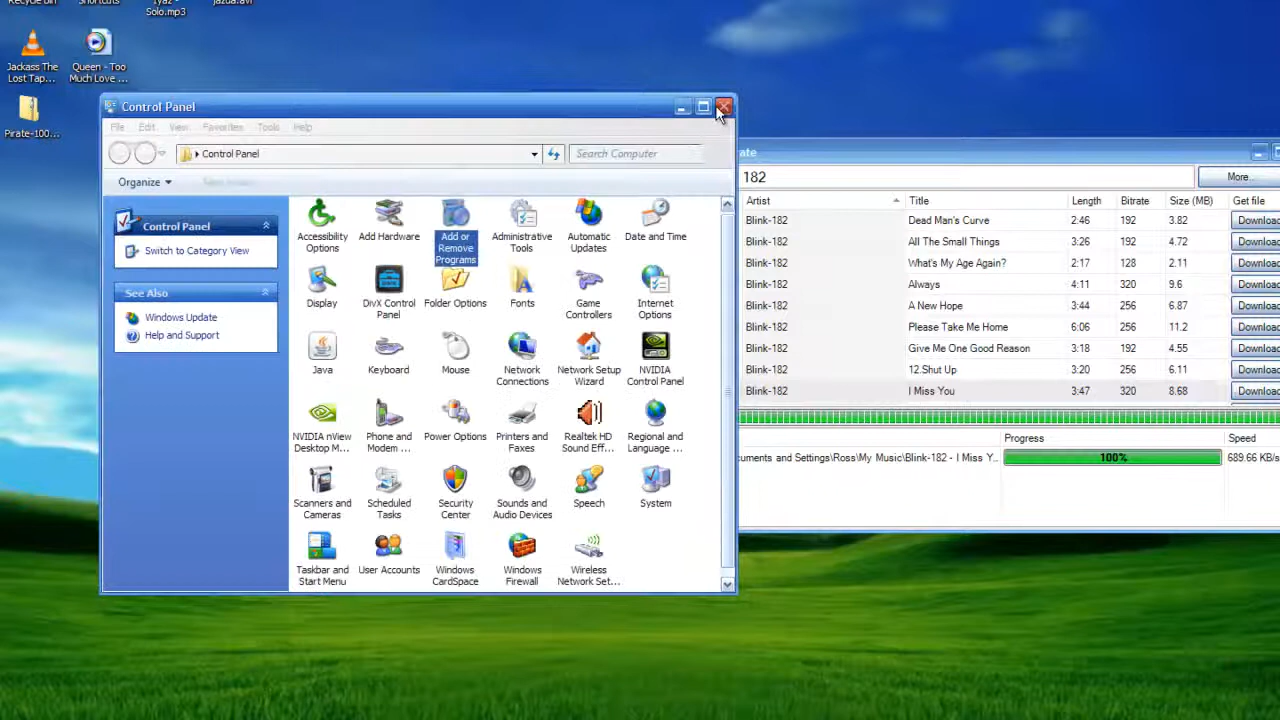 Recycle Bin
Shortcuts
Iyaz -
Solo.mp3
jazda.avi
Jackass The
Lost Tap...
Queen - Too
Much Love ...
Pirate-100...
Control Panel
File Edit View Favorites Tools Help
Control Panel
Search Computer
Organize
Control Panel
Switch to Category View
See Also
Windows Update
Help and Support
Accessibility
Options
Add Hardware
Add or
Remove
Programs
Administrative
Tools
Automatic
Updates
Date and Time
Display
DivX Control
Panel
Folder Options
Fonts
Game
Controllers
Internet
Options
Java
Keyboard
Mouse
Network
Connections
Network Setup
Wizard
NVIDIA
Control Panel
NVIDIA nView
Desktop M...
Phone and
Modem ...
Power Options
Printers and
Faxes
Realtek HD
Sound Eff...
Regional and
Language ...
Scanners and
Cameras
Scheduled
Tasks
Security
Center
Sounds and
Audio Devices
Speech
System
Taskbar and
Start Menu
User Accounts
Windows
CardSpace
Windows
Firewall
Wireless
Network Set...
ate
182
More...
Artist Title Length Bitrate Size (MB) Get file
Blink-182 Dead Man's Curve 2:46 192 3.82 Download
Blink-182 All The Small Things 3:26 192 4.72 Download
Blink-182 What's My Age Again? 2:17 128 2.11 Download
Blink-182 Always 4:11 320 9.6 Download
Blink-182 A New Hope 3:44 256 6.87 Download
Blink-182 Please Take Me Home 6:06 256 11.2 Download
Blink-182 Give Me One Good Reason 3:18 192 4.55 Download
Blink-182 12.Shut Up 3:20 256 6.11 Download
Blink-182 I Miss You 3:47 320 8.68 Download
Progress Speed
cuments and Settings\Ross\My Music\Blink-182 - I Miss Y... 100% 689.66 KB/s